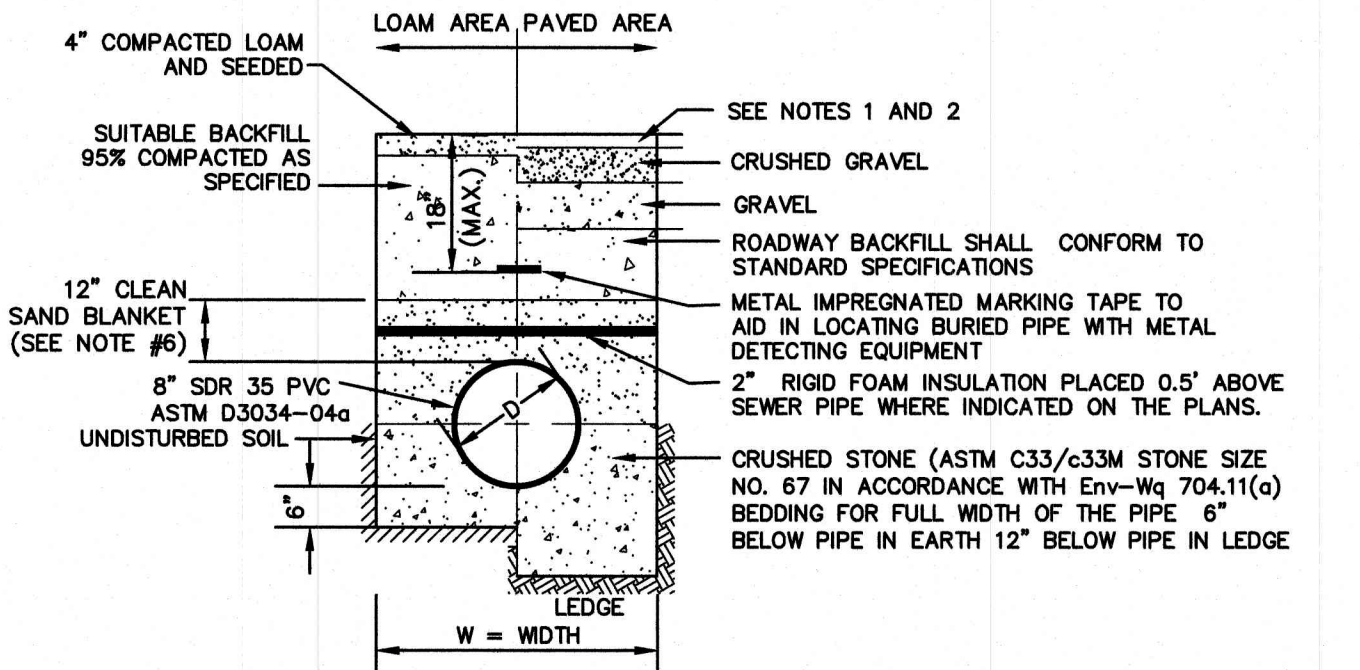 LOAM AREA PAVED AREA
4" COMPACTED LOAM
AND SEEDED
SUITABLE BACKFILL
95% COMPACTED AS
SPECIFIED
18"
(MAX.)
12" CLEAN
SAND BLANKET
(SEE NOTE #6)
8" SDR 35 PVC
ASTM D3034-04a
UNDISTURBED SOIL
6"
D
SEE NOTES 1 AND 2
CRUSHED GRAVEL
GRAVEL
ROADWAY BACKFILL SHALL CONFORM TO
STANDARD SPECIFICATIONS
METAL IMPREGNATED MARKING TAPE TO
AID IN LOCATING BURIED PIPE WITH METAL
DETECTING EQUIPMENT
2" RIGID FOAM INSULATION PLACED 0.5' ABOVE
SEWER PIPE WHERE INDICATED ON THE PLANS.
CRUSHED STONE (ASTM C33/c33M STONE SIZE
NO. 67 IN ACCORDANCE WITH Env-Wq 704.11(a)
BEDDING FOR FULL WIDTH OF THE PIPE 6"
BELOW PIPE IN EARTH 12" BELOW PIPE IN LEDGE
LEDGE
W = WIDTH